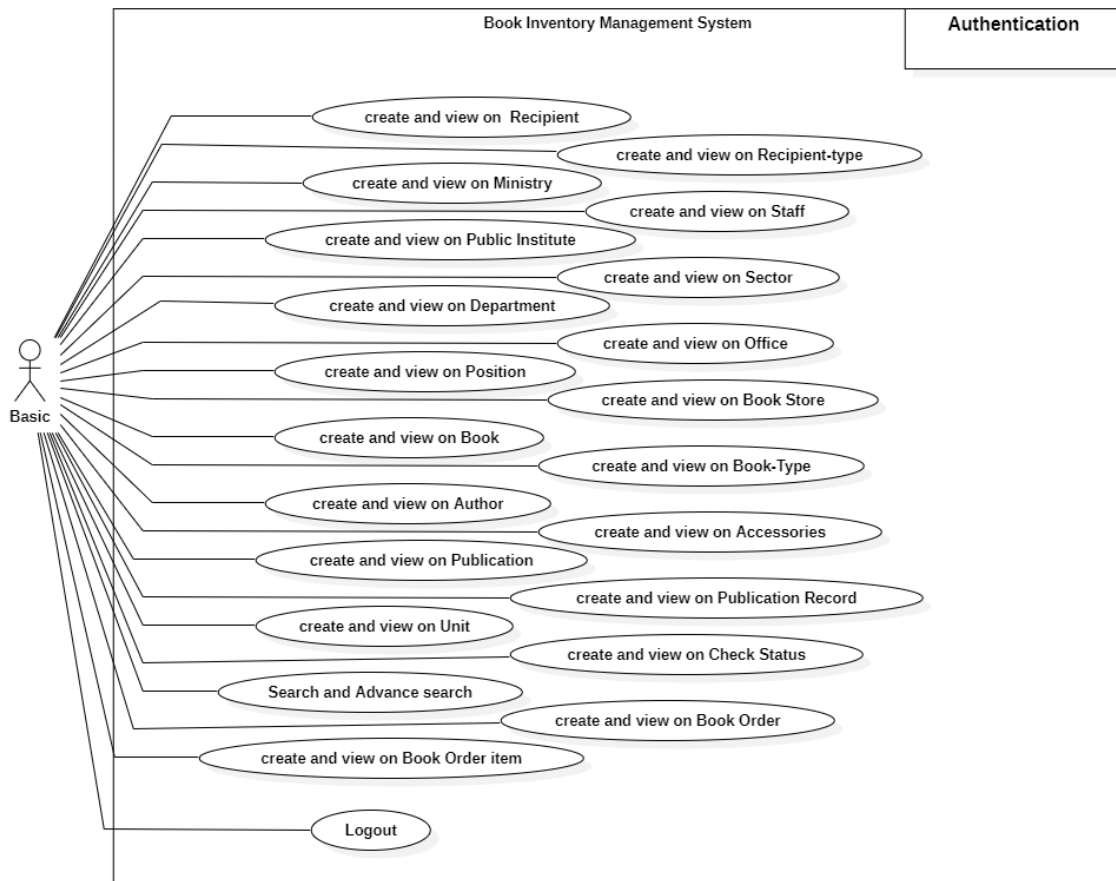 Book Inventory Management System
Authentication
create and view on  Recipient
create and view on Recipient-type
create and view on Ministry
create and view on Staff
create and view on Public Institute
create and view on Sector
create and view on Department
create and view on Office
create and view on Position
create and view on Book Store
Basic
create and view on Book
create and view on Book-Type
create and view on Author
create and view on Accessories
create and view on Publication
create and view on Publication Record
create and view on Unit
create and view on Check Status
Search and Advance search
create and view on Book Order
create and view on Book Order item
Logout